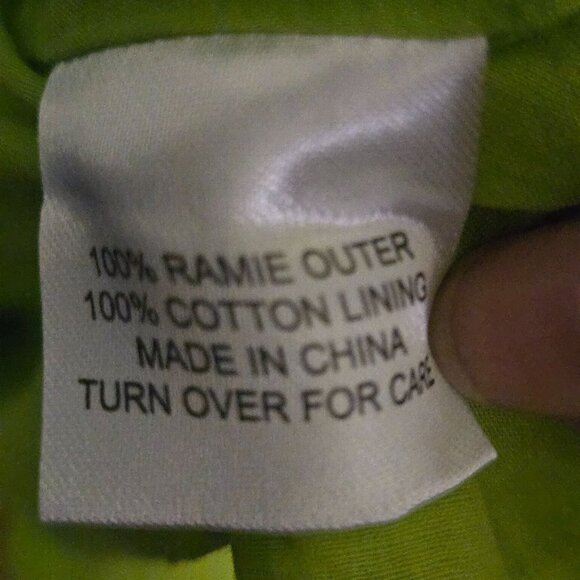 100% RAMIE OUTER
100% COTTON LINING
MADE IN CHINA
TURN OVER FOR CARE